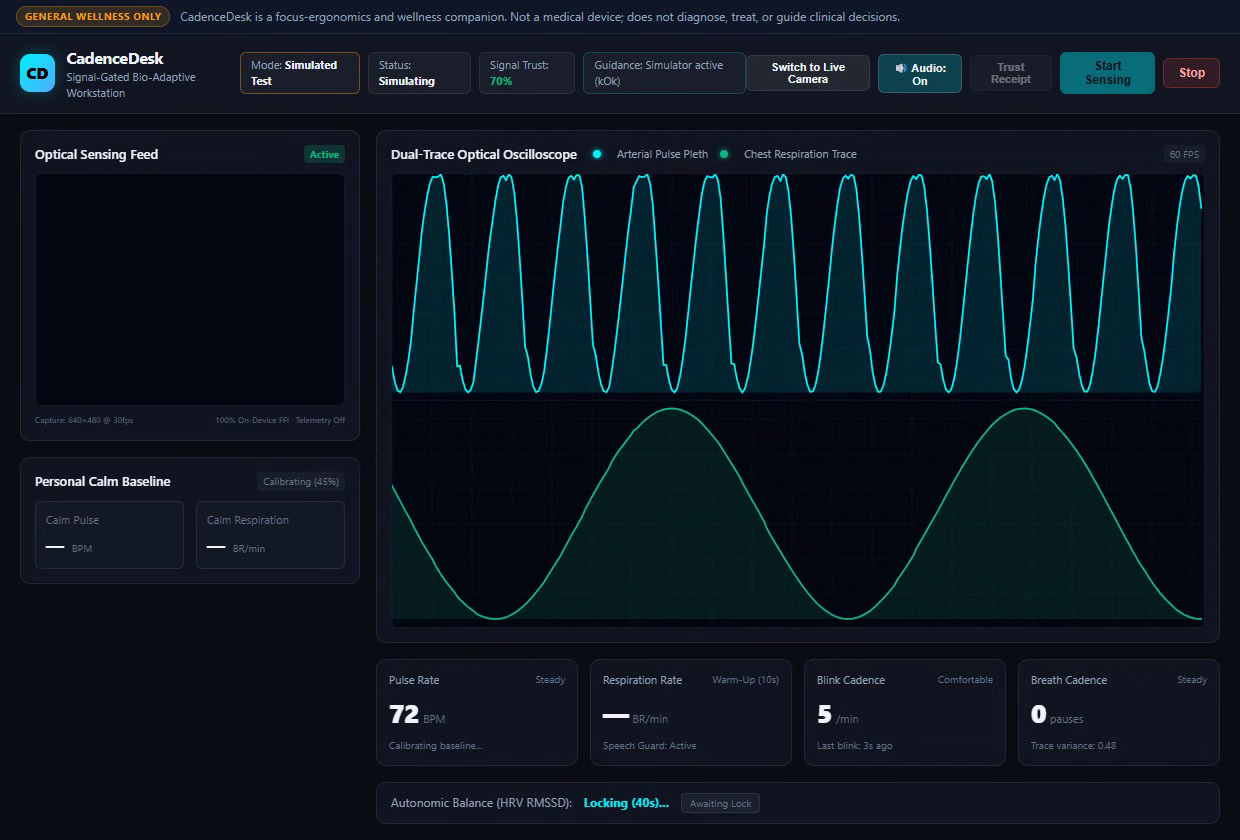 GENERAL WELLNESS ONLY CadenceDesk is a focus-ergonomics and wellness companion. Not a medical device; does not diagnose, treat, or guide clinical decisions.
CD
CadenceDesk
Signal-Gated Bio-Adaptive
Workstation
Mode: Simulated
Test
Status:
Simulating
Signal Trust:
70%
Guidance: Simulator active
(kOk)
Switch to Live
Camera
Audio:
On
Trust
Receipt
Start
Sensing
Stop
Optical Sensing Feed
Active
Capture: 640×480 @ 30fps
100% On-Device FFI · Telemetry Off
Personal Calm Baseline
Calibrating (45%)
Calm Pulse
— BPM
Calm Respiration
— BR/min
Dual-Trace Optical Oscilloscope
Arterial Pulse Pleth
Chest Respiration Trace
60 FPS
Pulse Rate
Steady
72 BPM
Calibrating baseline...
Respiration Rate
Warm-Up (10s)
— BR/min
Speech Guard: Active
Blink Cadence
Comfortable
5 /min
Last blink: 3s ago
Breath Cadence
Steady
0 pauses
Trace variance: 0.48
Autonomic Balance (HRV RMSSD): Locking (40s)... Awaiting Lock